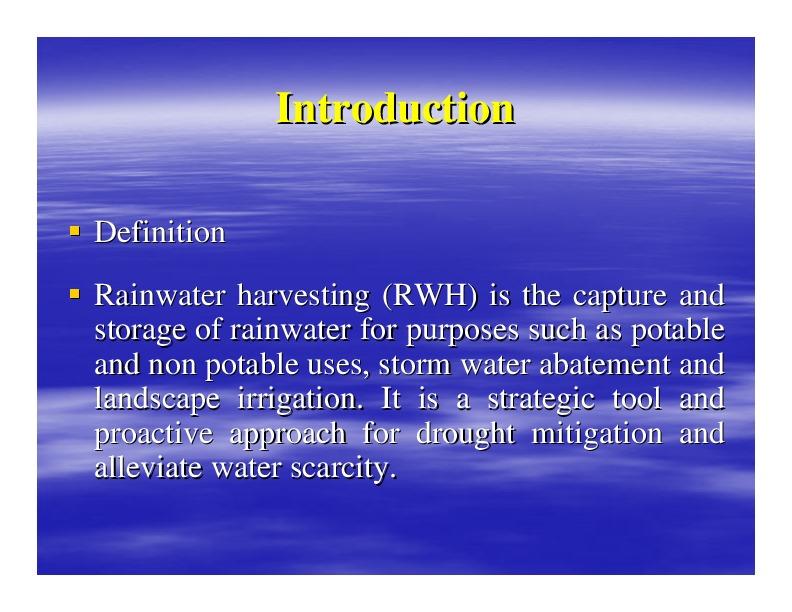 Introduction
Definition
Rainwater harvesting (RWH) is the capture and
storage of rainwater for purposes such as potable
and non potable uses, storm water abatement and
landscape irrigation. It is a strategic tool and
proactive approach for drought mitigation and
alleviate water scarcity.